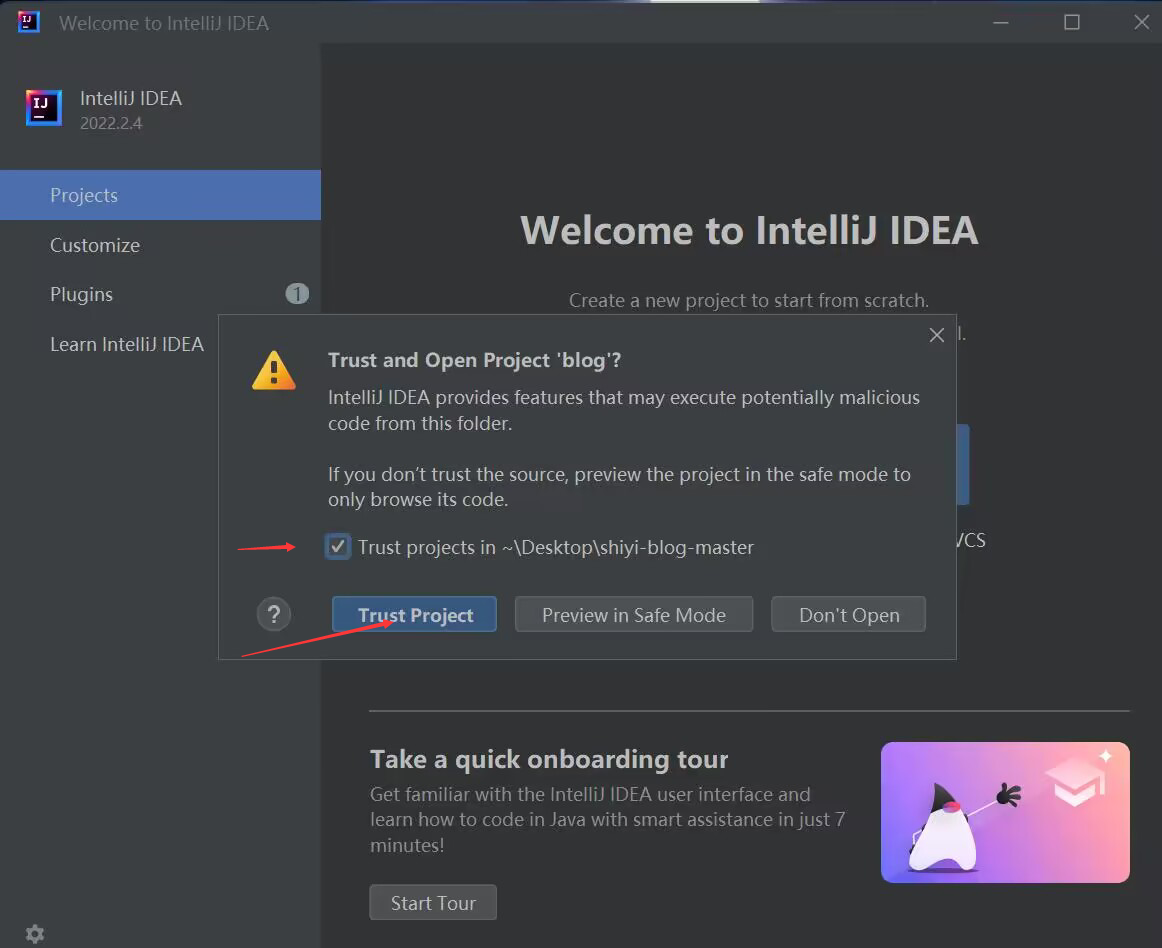 Welcome to IntelliJ IDEA
IJ
IntelliJ IDEA
2022.2.4
Projects
Customize
Plugins
1
Learn IntelliJ IDEA
Welcome to IntelliJ IDEA
Create a new project to start from scratch.
l.
Trust and Open Project 'blog'?
IntelliJ IDEA provides features that may execute potentially malicious
code from this folder.
If you don’t trust the source, preview the project in the safe mode to
only browse its code.
Trust projects in ~\Desktop\shiyi-blog-master
VCS
?
Trust Project
Preview in Safe Mode
Don't Open
Take a quick onboarding tour
Get familiar with the IntelliJ IDEA user interface and
learn how to code in Java with smart assistance in just 7
minutes!
Start Tour